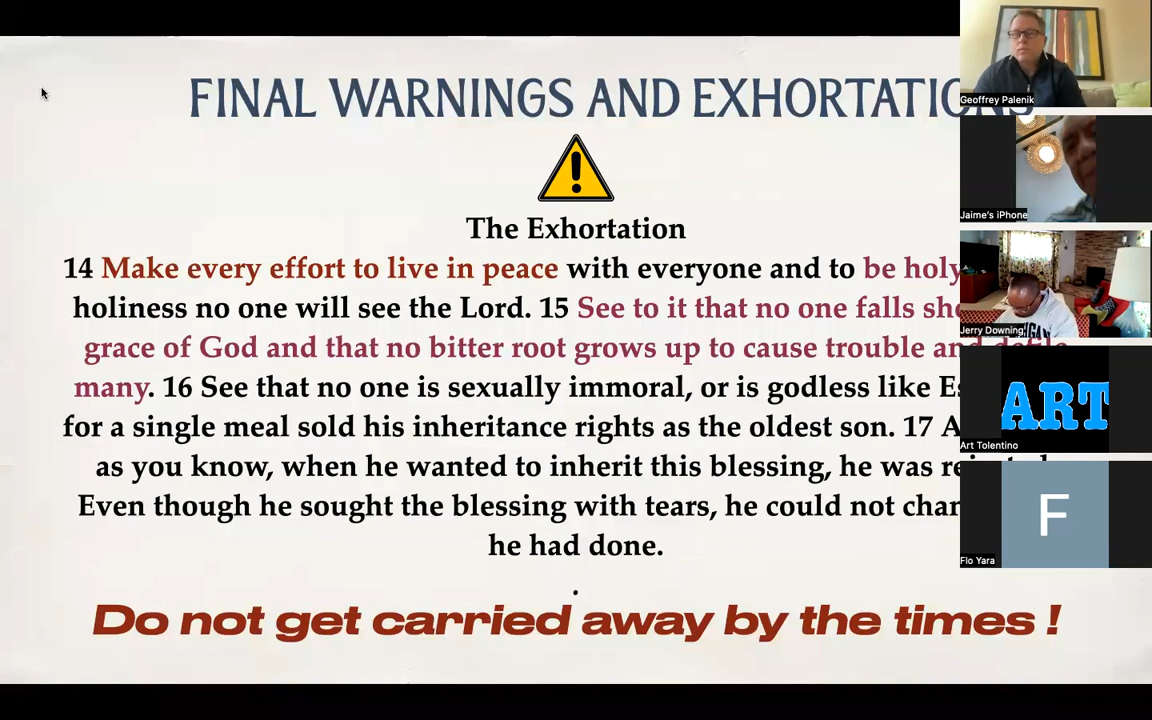 FINAL WARNINGS AND EXHORTATIONS
The Exhortation
14 Make every effort to live in peace with everyone and to be holy
holiness no one will see the Lord. 15 See to it that no one falls
grace of God and that no bitter root grows up to cause trouble and defile
many. 16 See that no one is sexually immoral, or is godless like
for a single meal sold his inheritance rights as the oldest son. 17
as you know, when he wanted to inherit this blessing, he was rejected
Even though he sought the blessing with tears, he could not
he had done.
.
Do not get carried away by the times !
Geoffrey Palenik
Jaime's iPhone
Jerry Downing
ART
Art Tolentino
F
Flo Yara